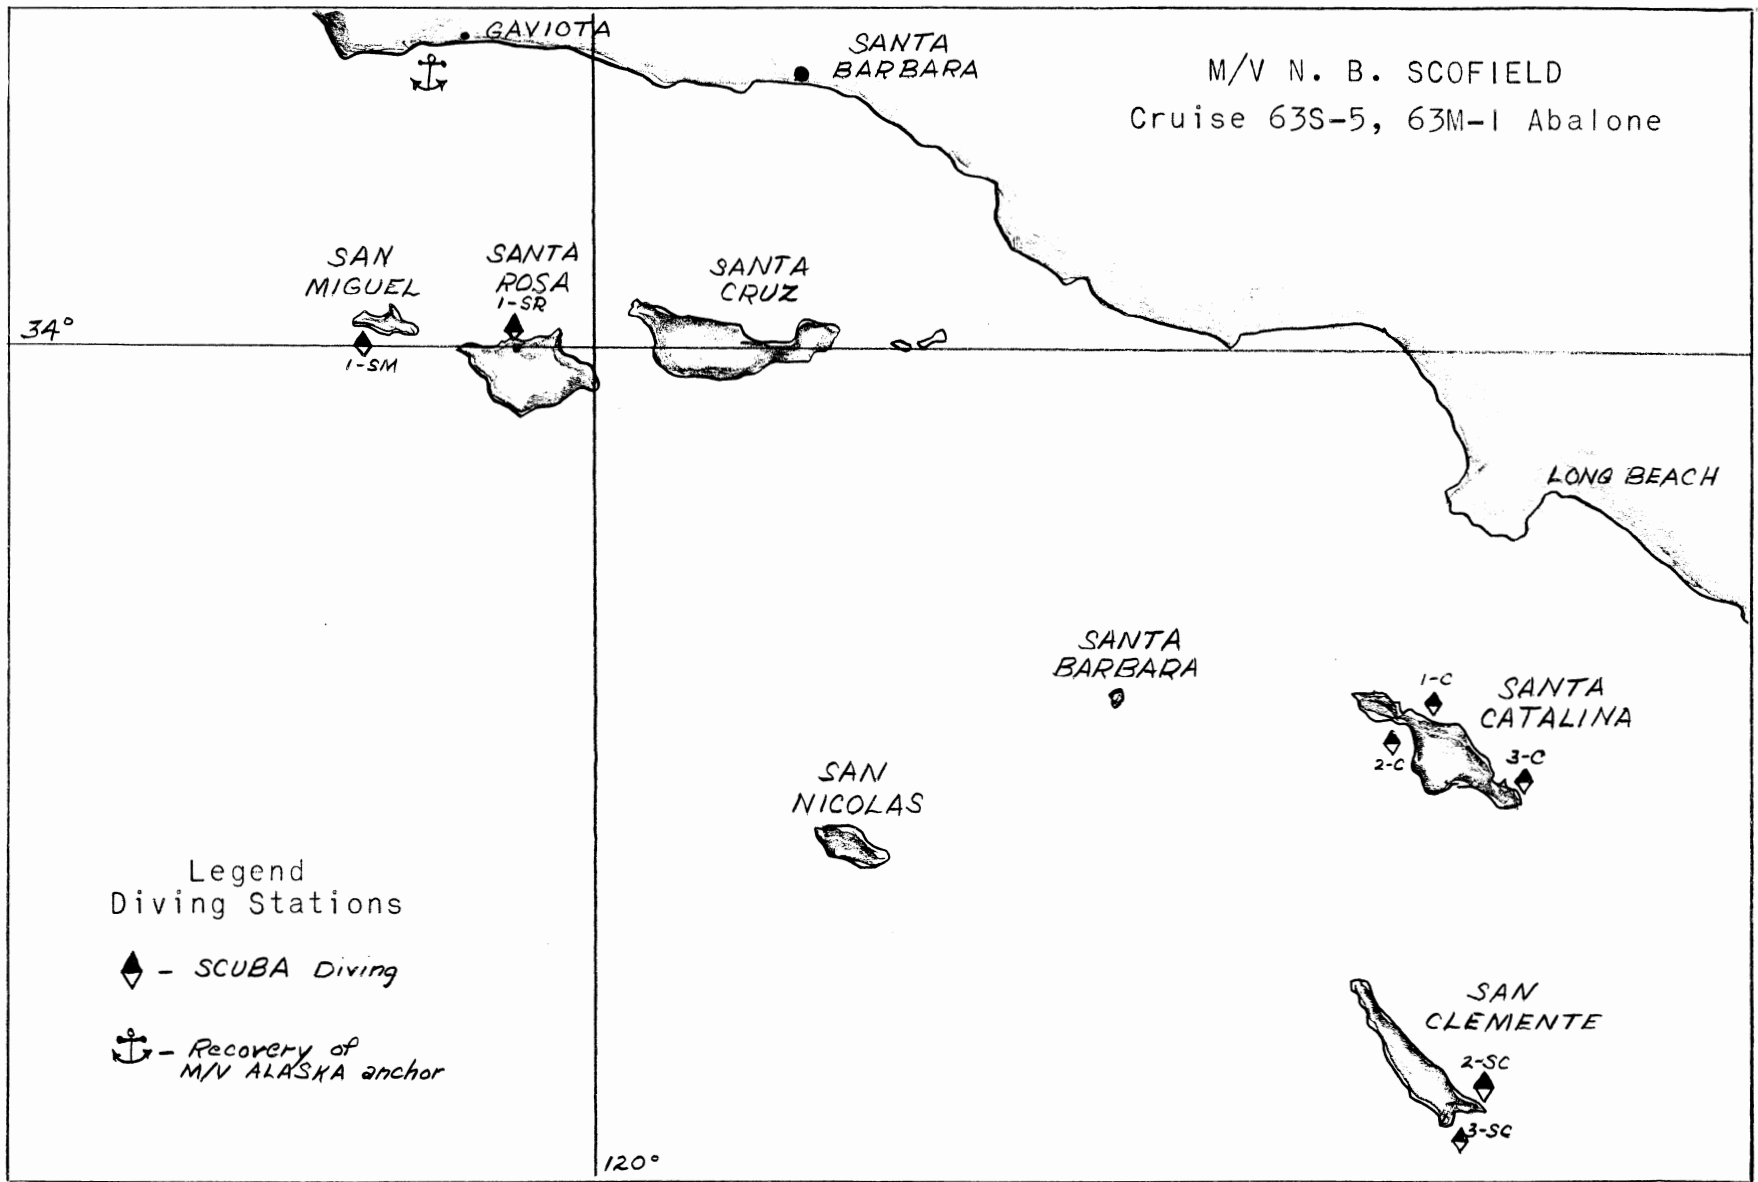 GAVIOTA
SANTA
BARBARA
M/V N. B. SCOFIELD
Cruise 63S-5, 63M-1 Abalone
SAN
MIGUEL
1-SM
SANTA
ROSA
1-SR
SANTA
CRUZ
34°
LONG BEACH
SANTA
BARBARA
1-C
SANTA
CATALINA
2-C
3-C
SAN
NICOLAS
Legend
Diving Stations
- SCUBA Diving
- Recovery of
M/V ALASKA anchor
SAN
CLEMENTE
2-SC
3-SC
120°